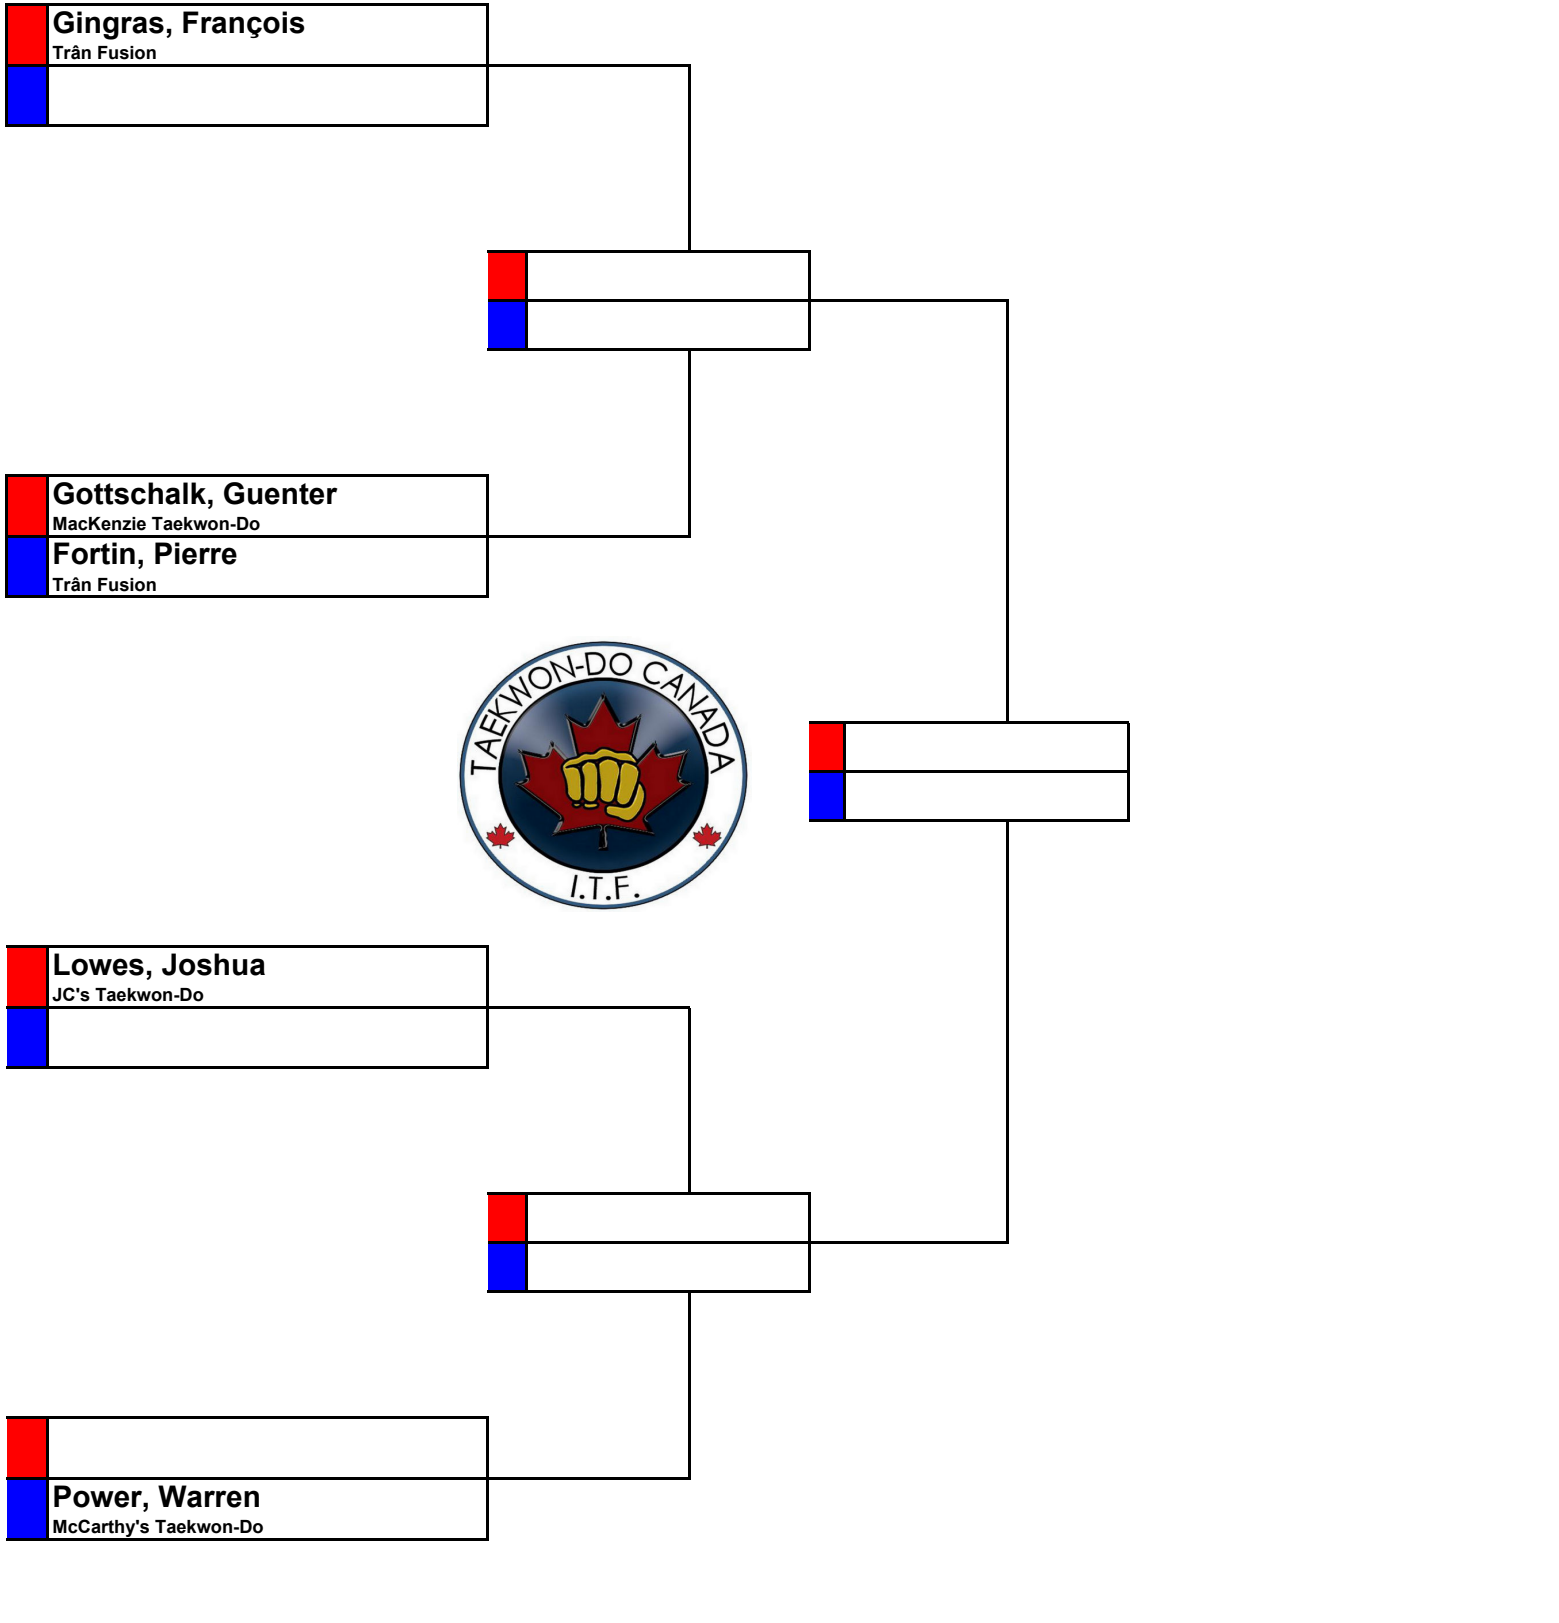 Gingras, François
Trân Fusion
Gottschalk, Guenter
MacKenzie Taekwon-Do
Fortin, Pierre
Trân Fusion
TAEKWON-DO CANADA
I.T.F.
Lowes, Joshua
JC's Taekwon-Do
Power, Warren
McCarthy's Taekwon-Do